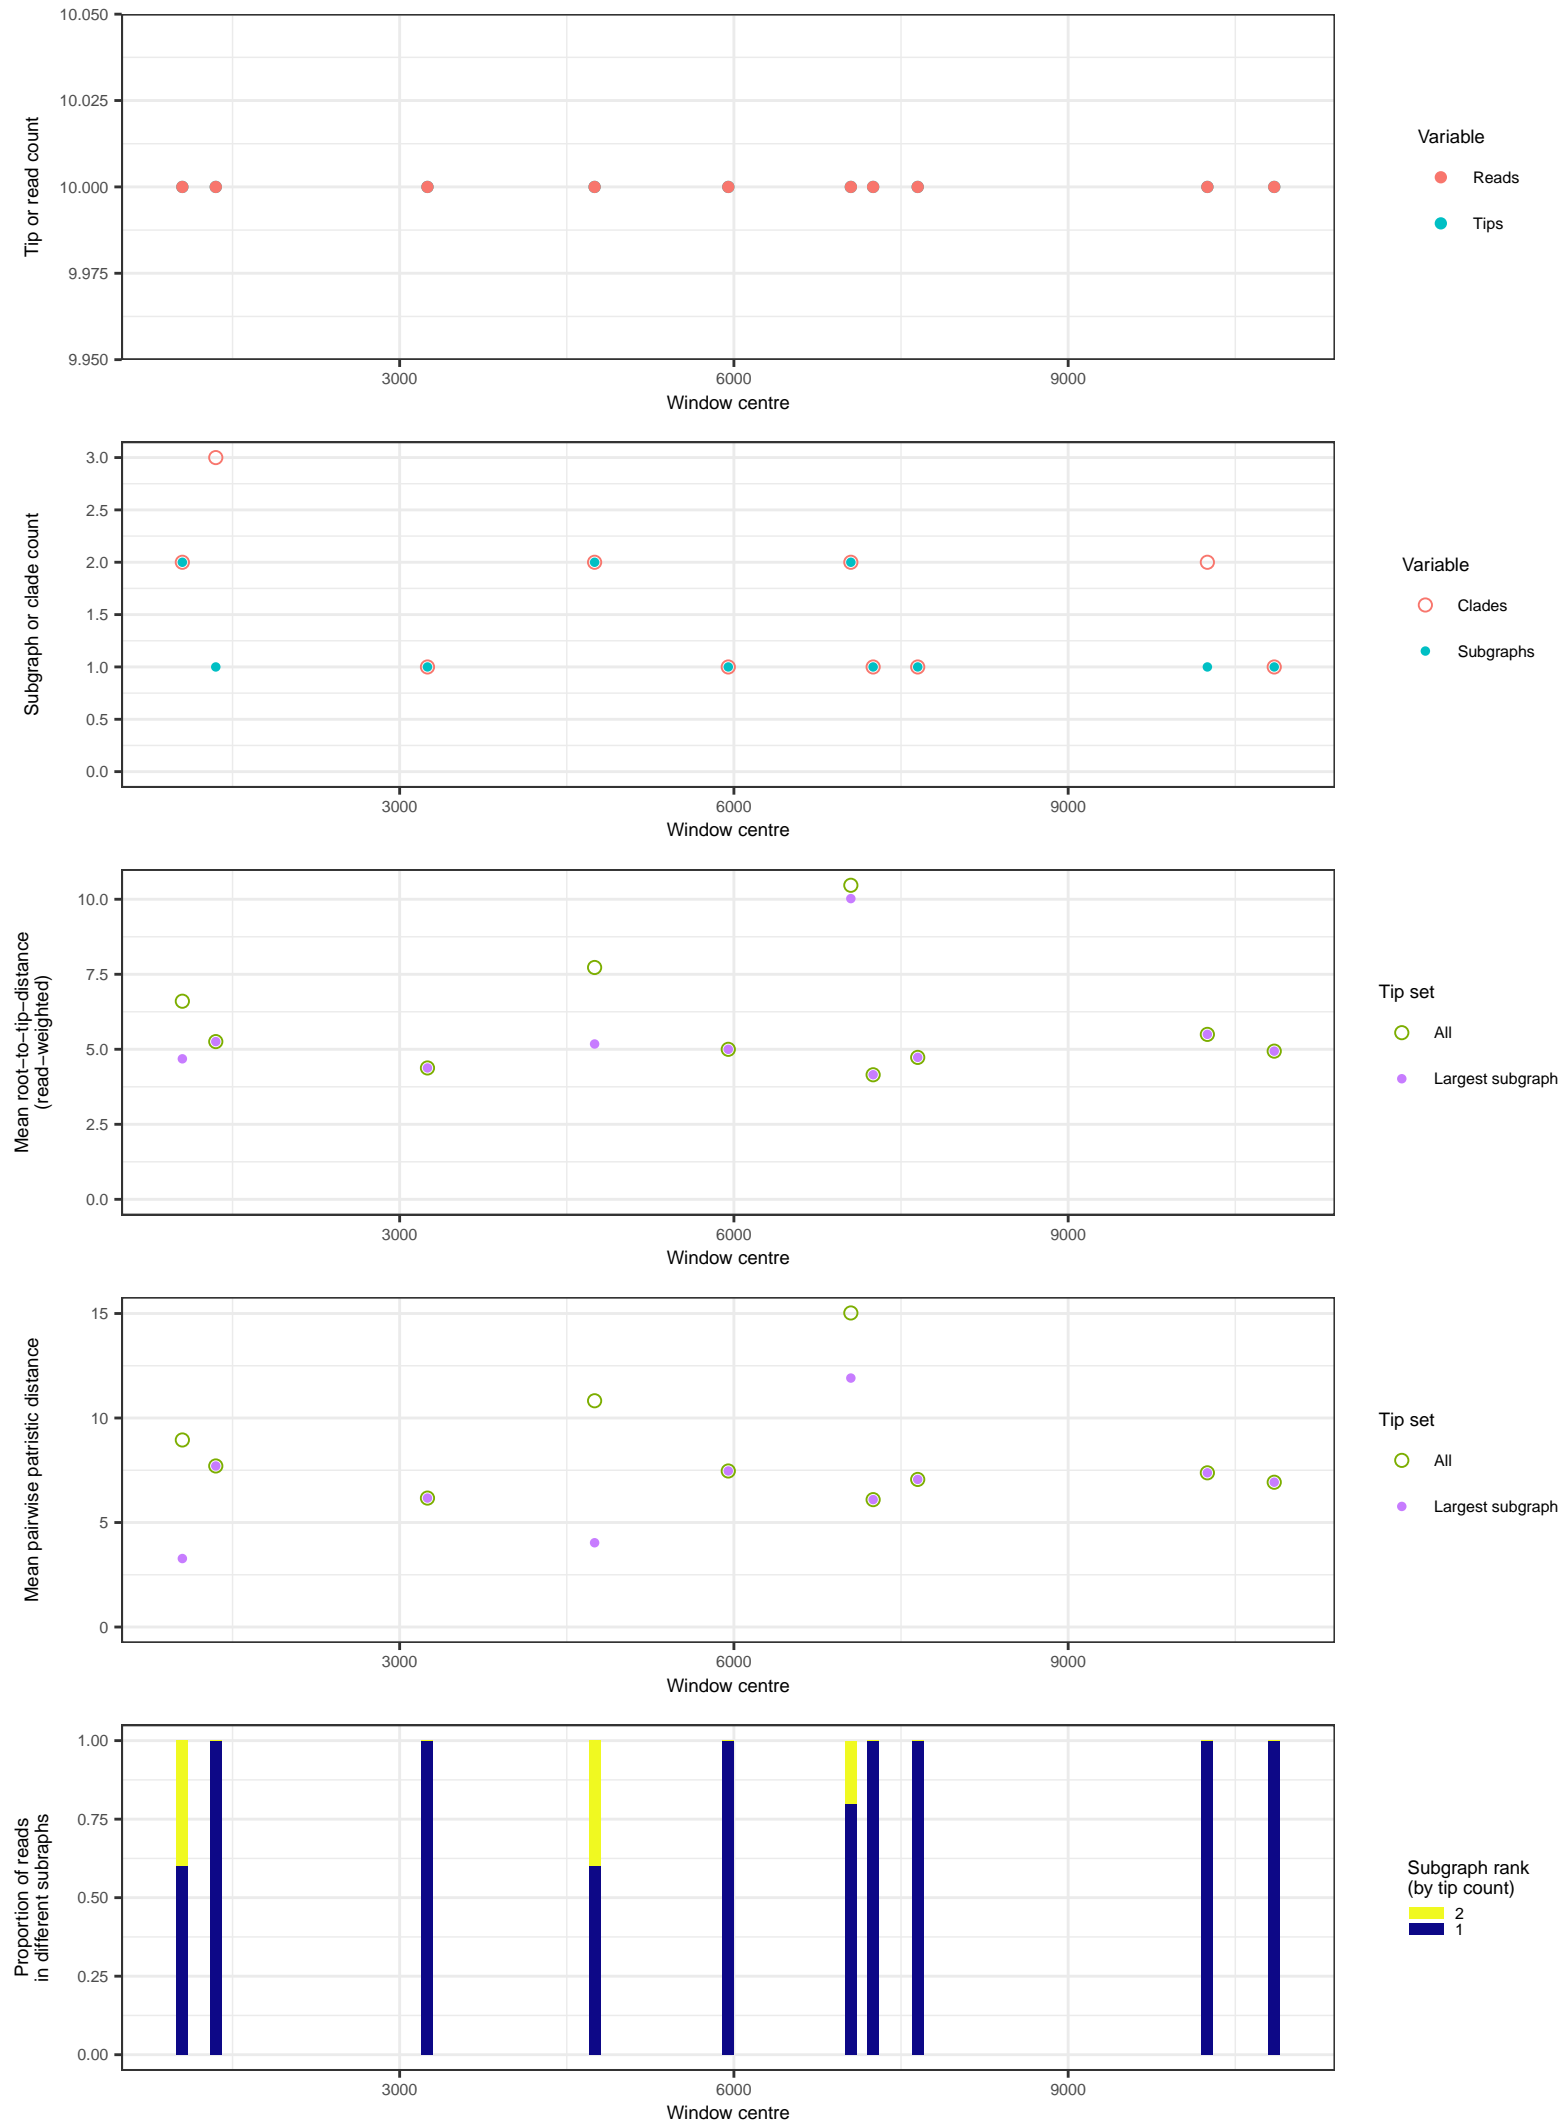 10.050
10.025
10.000
9.975
9.950
Tip or read count
3000 6000 9000
Window centre
Variable
Reads
Tips
3.0
2.5
2.0
1.5
1.0
0.5
0.0
Subgraph or clade count
3000 6000 9000
Window centre
Variable
Clades
Subgraphs
10.0
7.5
5.0
2.5
0.0
Mean root−to−tip−distance
(read−weighted)
3000 6000 9000
Window centre
Tip set
All
Largest subgraph
15
10
5
0
Mean pairwise patristic distance
3000 6000 9000
Window centre
Tip set
All
Largest subgraph
1.00
0.75
0.50
0.25
0.00
Proportion of reads
in different subraphs
3000 6000 9000
Window centre
Subgraph rank
(by tip count)
2
1